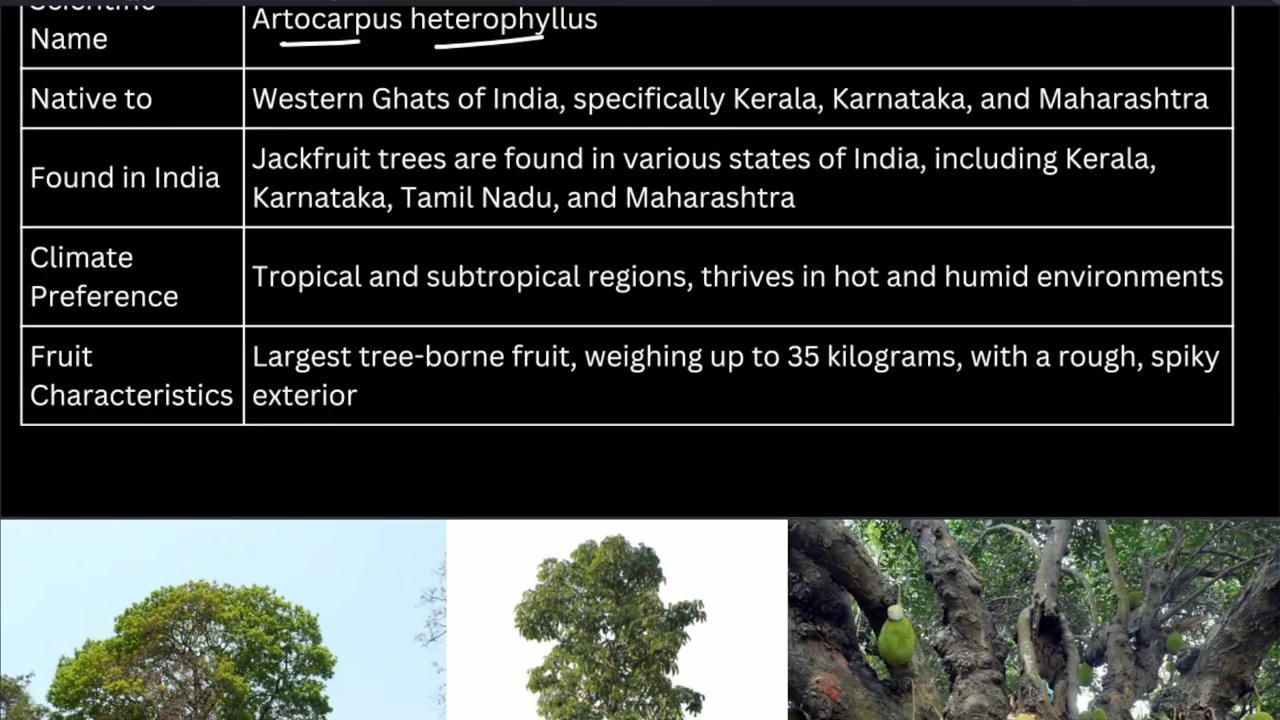 Scientific
Name
Artocarpus heterophyllus
Native to
Western Ghats of India, specifically Kerala, Karnataka, and Maharashtra
Found in India
Jackfruit trees are found in various states of India, including Kerala,
Karnataka, Tamil Nadu, and Maharashtra
Climate
Preference
Tropical and subtropical regions, thrives in hot and humid environments
Fruit
Characteristics
Largest tree-borne fruit, weighing up to 35 kilograms, with a rough, spiky
exterior